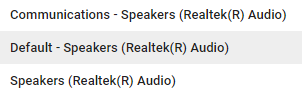 Communications - Speakers (Realtek(R) Audio)
Default - Speakers (Realtek(R) Audio)
Speakers (Realtek(R) Audio)